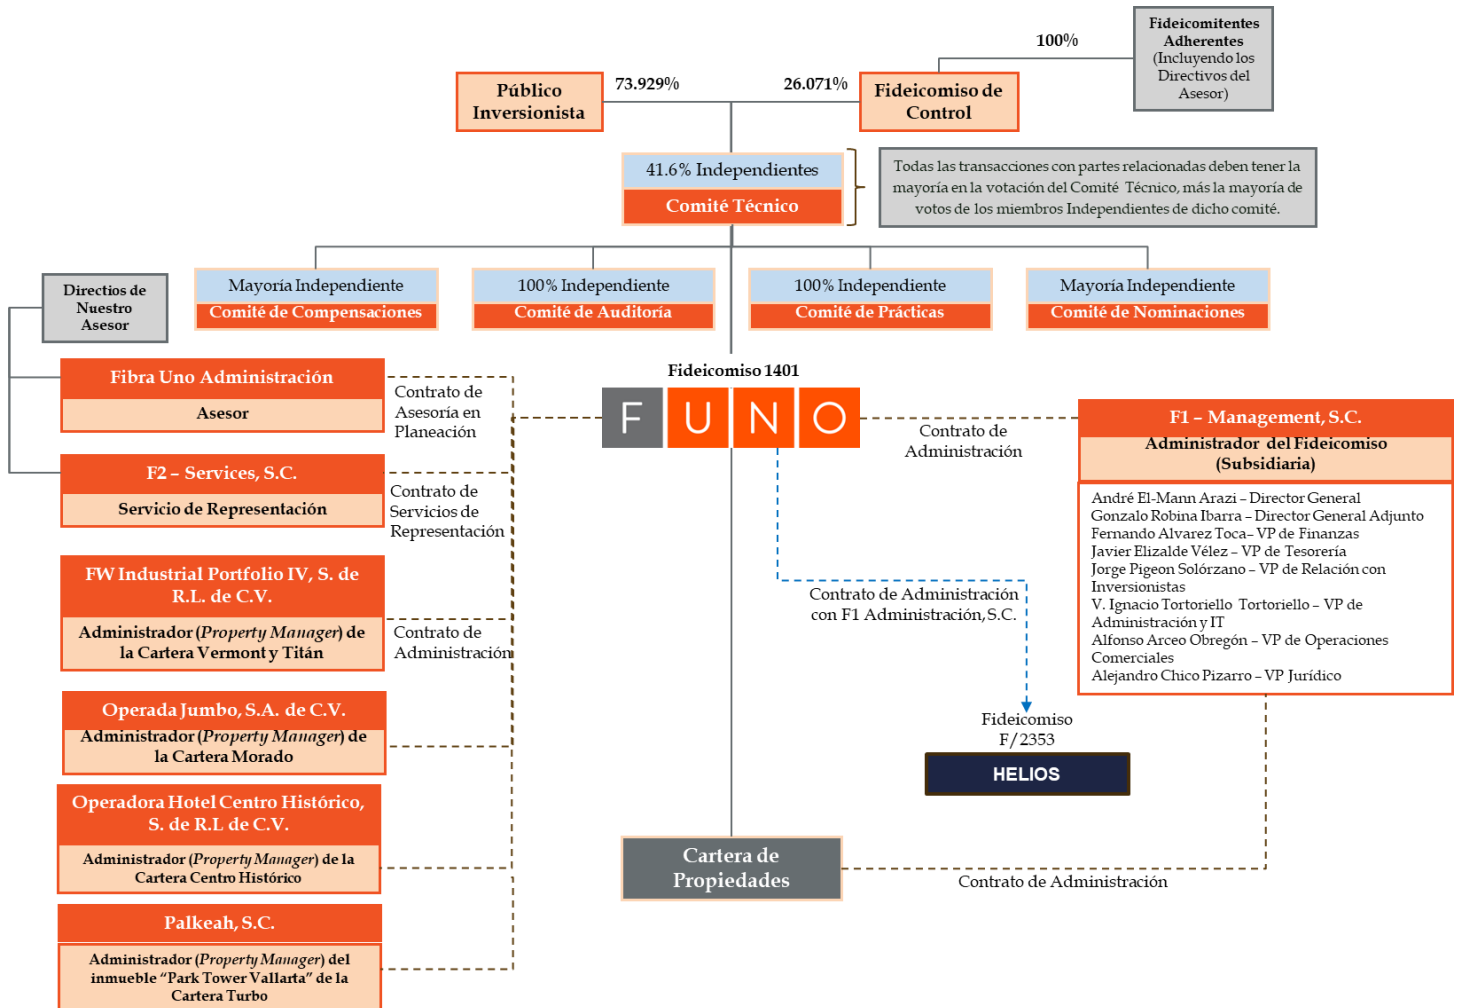 Fideicomitentes
Adherentes
(Incluyendo los
Directivos del
Asesor)
100%
Público
Inversionista
73.929%
26.071%
Fideicomiso de
Control
41.6% Independientes
Comité Técnico
Todas las transacciones con partes relacionadas deben tener la
mayoría en la votación del Comité Técnico, más la mayoría de
votos de los miembros Independientes de dicho comité.
Mayoría Independiente
Comité de Compensaciones
100% Independiente
Comité de Auditoría
100% Independiente
Comité de Prácticas
Mayoría Independiente
Comité de Nominaciones
Directios de
Nuestro
Asesor
Fibra Uno Administración
Asesor
Contrato de
Asesoría en
Planeación
F2 – Services, S.C.
Servicio de Representación
Contrato de
Servicios de
Representación
FW Industrial Portfolio IV, S. de
R.L. de C.V.
Administrador (Property Manager) de
la Cartera Vermont y Titán
Contrato de
Administración
Operada Jumbo, S.A. de C.V.
Administrador (Property Manager) de
la Cartera Morado
Operadora Hotel Centro Histórico,
S. de R.L de C.V.
Administrador (Property Manager) de la
Cartera Centro Histórico
Palkeah, S.C.
Administrador (Property Manager) del
inmueble “Park Tower Vallarta” de la
Cartera Turbo
Fideicomiso 1401
FUNO
Contrato de
Administración
F1 – Management, S.C.
Administrador del Fideicomiso
(Subsidiaria)
André El-Mann Arazi – Director General
Gonzalo Robina Ibarra – Director General Adjunto
Fernando Alvarez Toca– VP de Finanzas
Javier Elizalde Vélez – VP de Tesorería
Jorge Pigeon Solórzano – VP de Relación con
Inversionistas
V. Ignacio Tortoriello Tortoriello – VP de
Administración y IT
Alfonso Arceo Obregón – VP de Operaciones
Comerciales
Alejandro Chico Pizarro – VP Jurídico
Contrato de Administración
con F1 Administración, S.C.
Fideicomiso
F/2353
HELIOS
Cartera de
Propiedades
Contrato de Administración